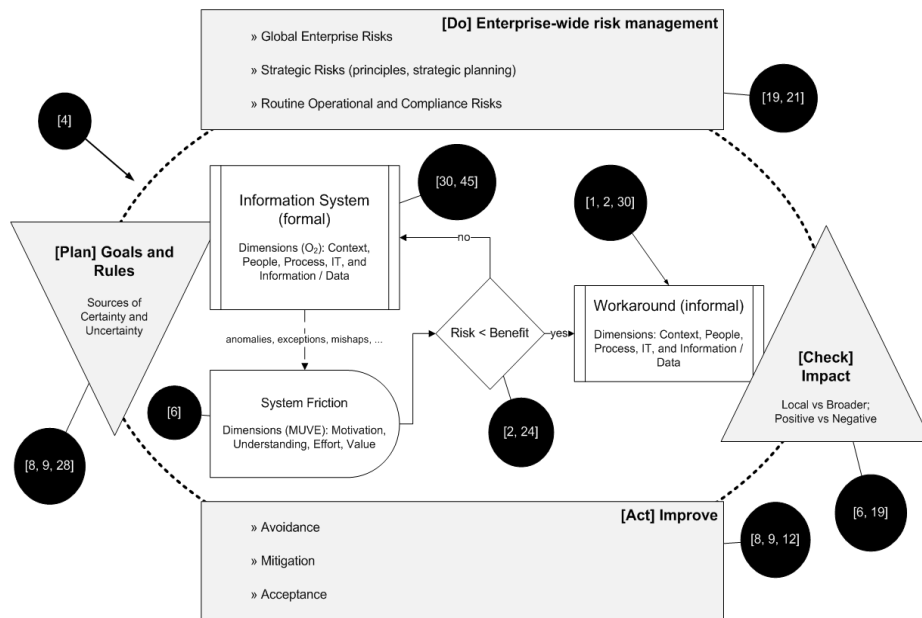 [Do] Enterprise-wide risk management
» Global Enterprise Risks
» Strategic Risks (principles, strategic planning)
» Routine Operational and Compliance Risks
[19, 21]
[4]
[30, 45]
[1, 2, 30]
Information System
(formal)
Dimensions (O₂): Context,
People, Process, IT, and
Information / Data
no
[Plan] Goals and
Rules
Sources of
Certainty and
Uncertainty
anomalies, exceptions, mishaps, ...
Risk < Benefit
yes
Workaround (informal)
Dimensions: Context, People,
Process, IT, and Information /
Data
[Check]
Impact
Local vs Broader;
Positive vs Negative
System Friction
Dimensions (MUVE): Motivation,
Understanding, Effort, Value
[6]
[2, 24]
[8, 9, 28]
[6, 19]
[Act] Improve
» Avoidance
» Mitigation
» Acceptance
[8, 9, 12]